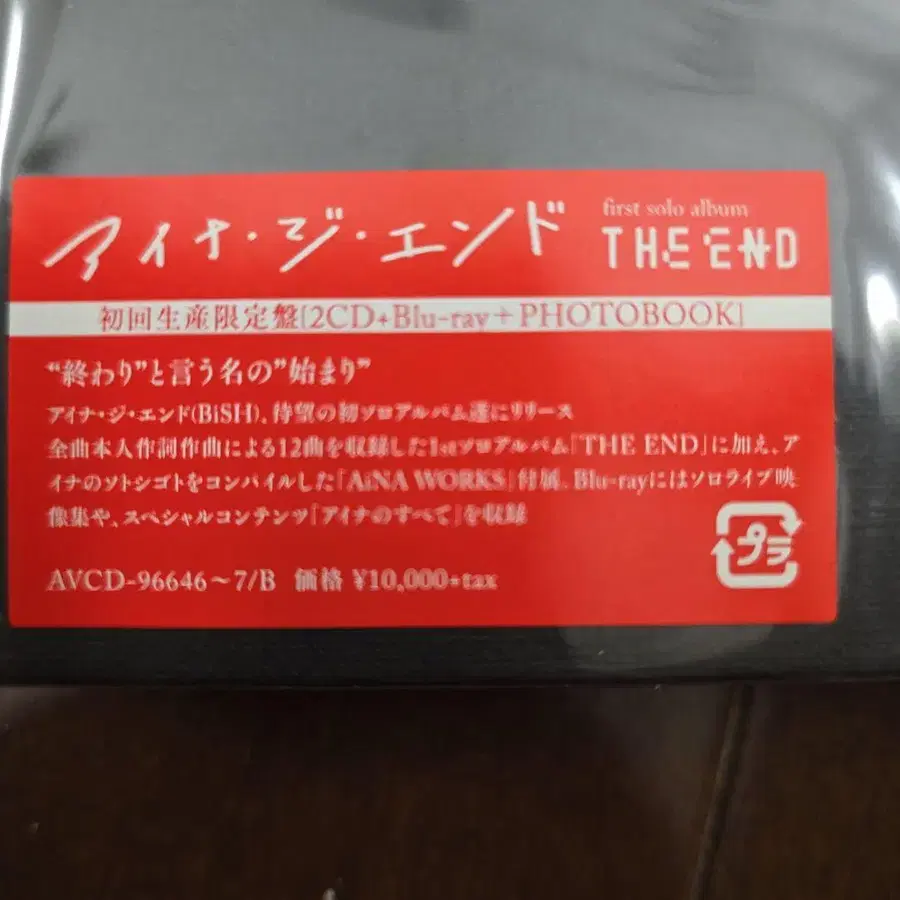 アイナ・ジ・エンド
first solo album
THE END
初回生産限定盤[2CD+Blu-ray+PHOTOBOOK]
"終わり"と言う名の"始まり"
アイナ・ジ・エンド(BiSH)、待望の初ソロアルバム遂にリリース
全曲本人作詞作曲による12曲を収録した1stソロアルバム「THE END」に加え、ア
イナのソトシゴトをコンパイルした「AiNA WORKS」付属。Blu-rayにはソロライブ映
像集や、スペシャルコンテンツ「アイナのすべて」を収録
プラ
AVCD-96646~7/B 価格 ¥10,000+tax